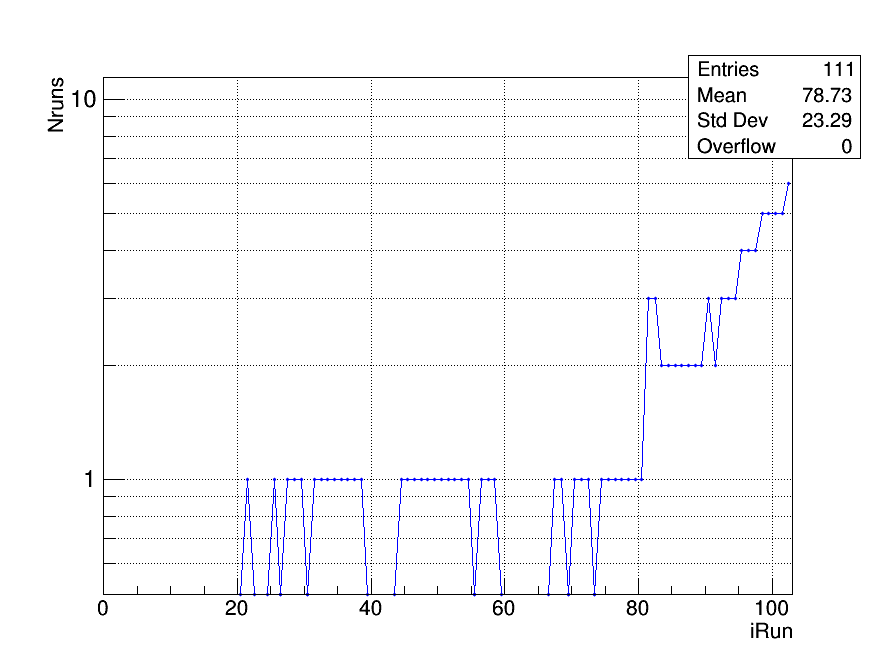 Entries 111
Mean 78.73
Std Dev 23.29
Overflow 0
Nruns
10
1
0 20 40 60 80 100
iRun